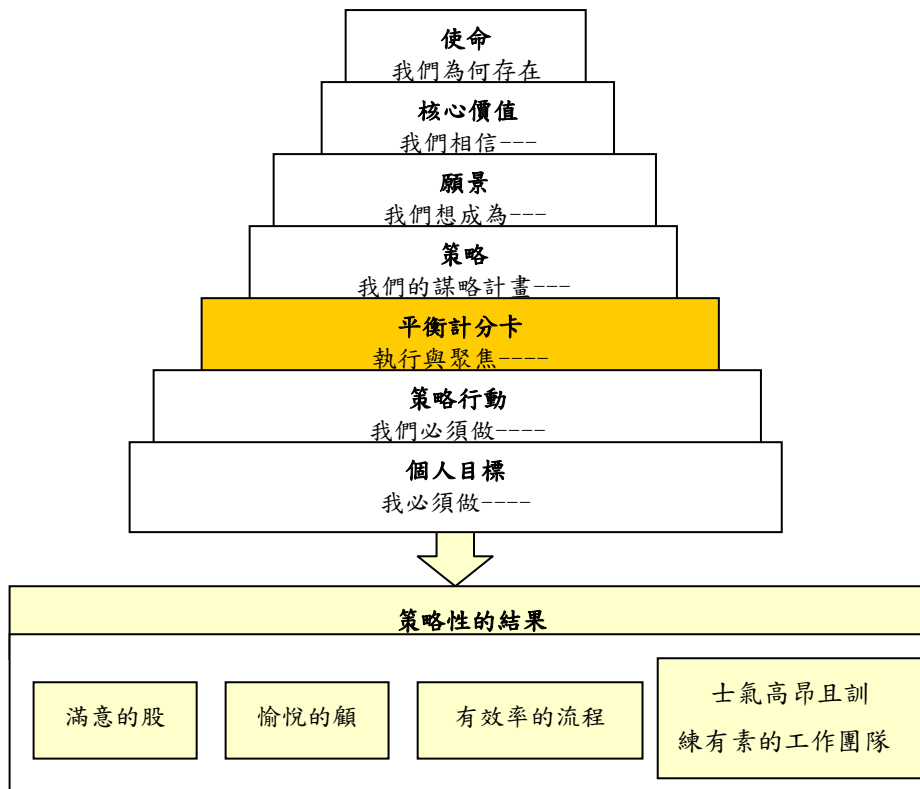 使命
我們為何存在
核心價值
我們相信---
願景
我們想成為---
策略
我們的謀略計畫---
平衡計分卡
執行與聚焦----
策略行動
我們必須做----
個人目標
我必須做----
策略性的結果
滿意的股
愉悅的顧
有效率的流程
士氣高昂且訓
練有素的工作團隊